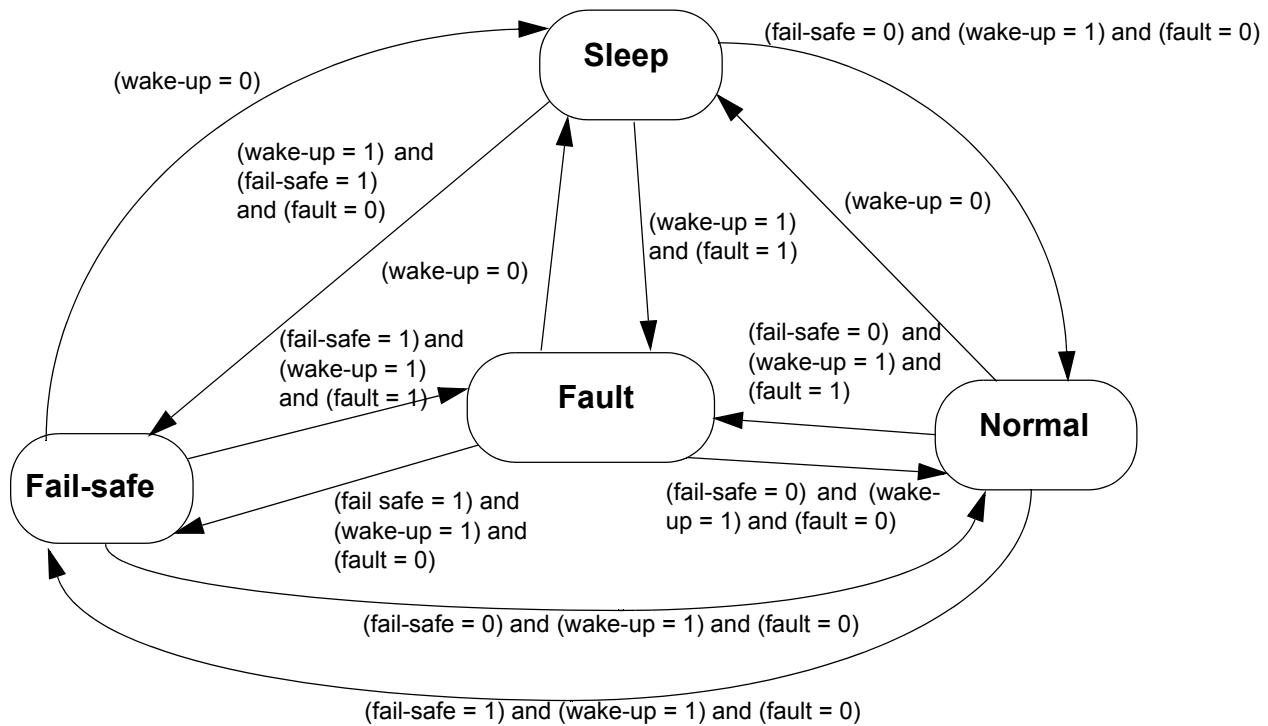 Sleep
(fail-safe = 0) and (wake-up = 1) and (fault = 0)
(wake-up = 0)
(wake-up = 1) and
(fail-safe = 1)
and (fault = 0)
(wake-up = 0)
(wake-up = 1)
and (fault = 1)
(wake-up = 0)
(fail-safe = 1) and
(wake-up = 1)
and (fault = 1)
(fail-safe = 0) and
(wake-up = 1) and
(fault = 1)
Fault
Normal
Fail-safe
(fail safe = 1) and
(wake-up = 1) and
(fault = 0)
(fail-safe = 0) and (wake-
up = 1) and (fault = 0)
(fail-safe = 0) and (wake-up = 1) and (fault = 0)
(fail-safe = 1) and (wake-up = 1) and (fault = 0)